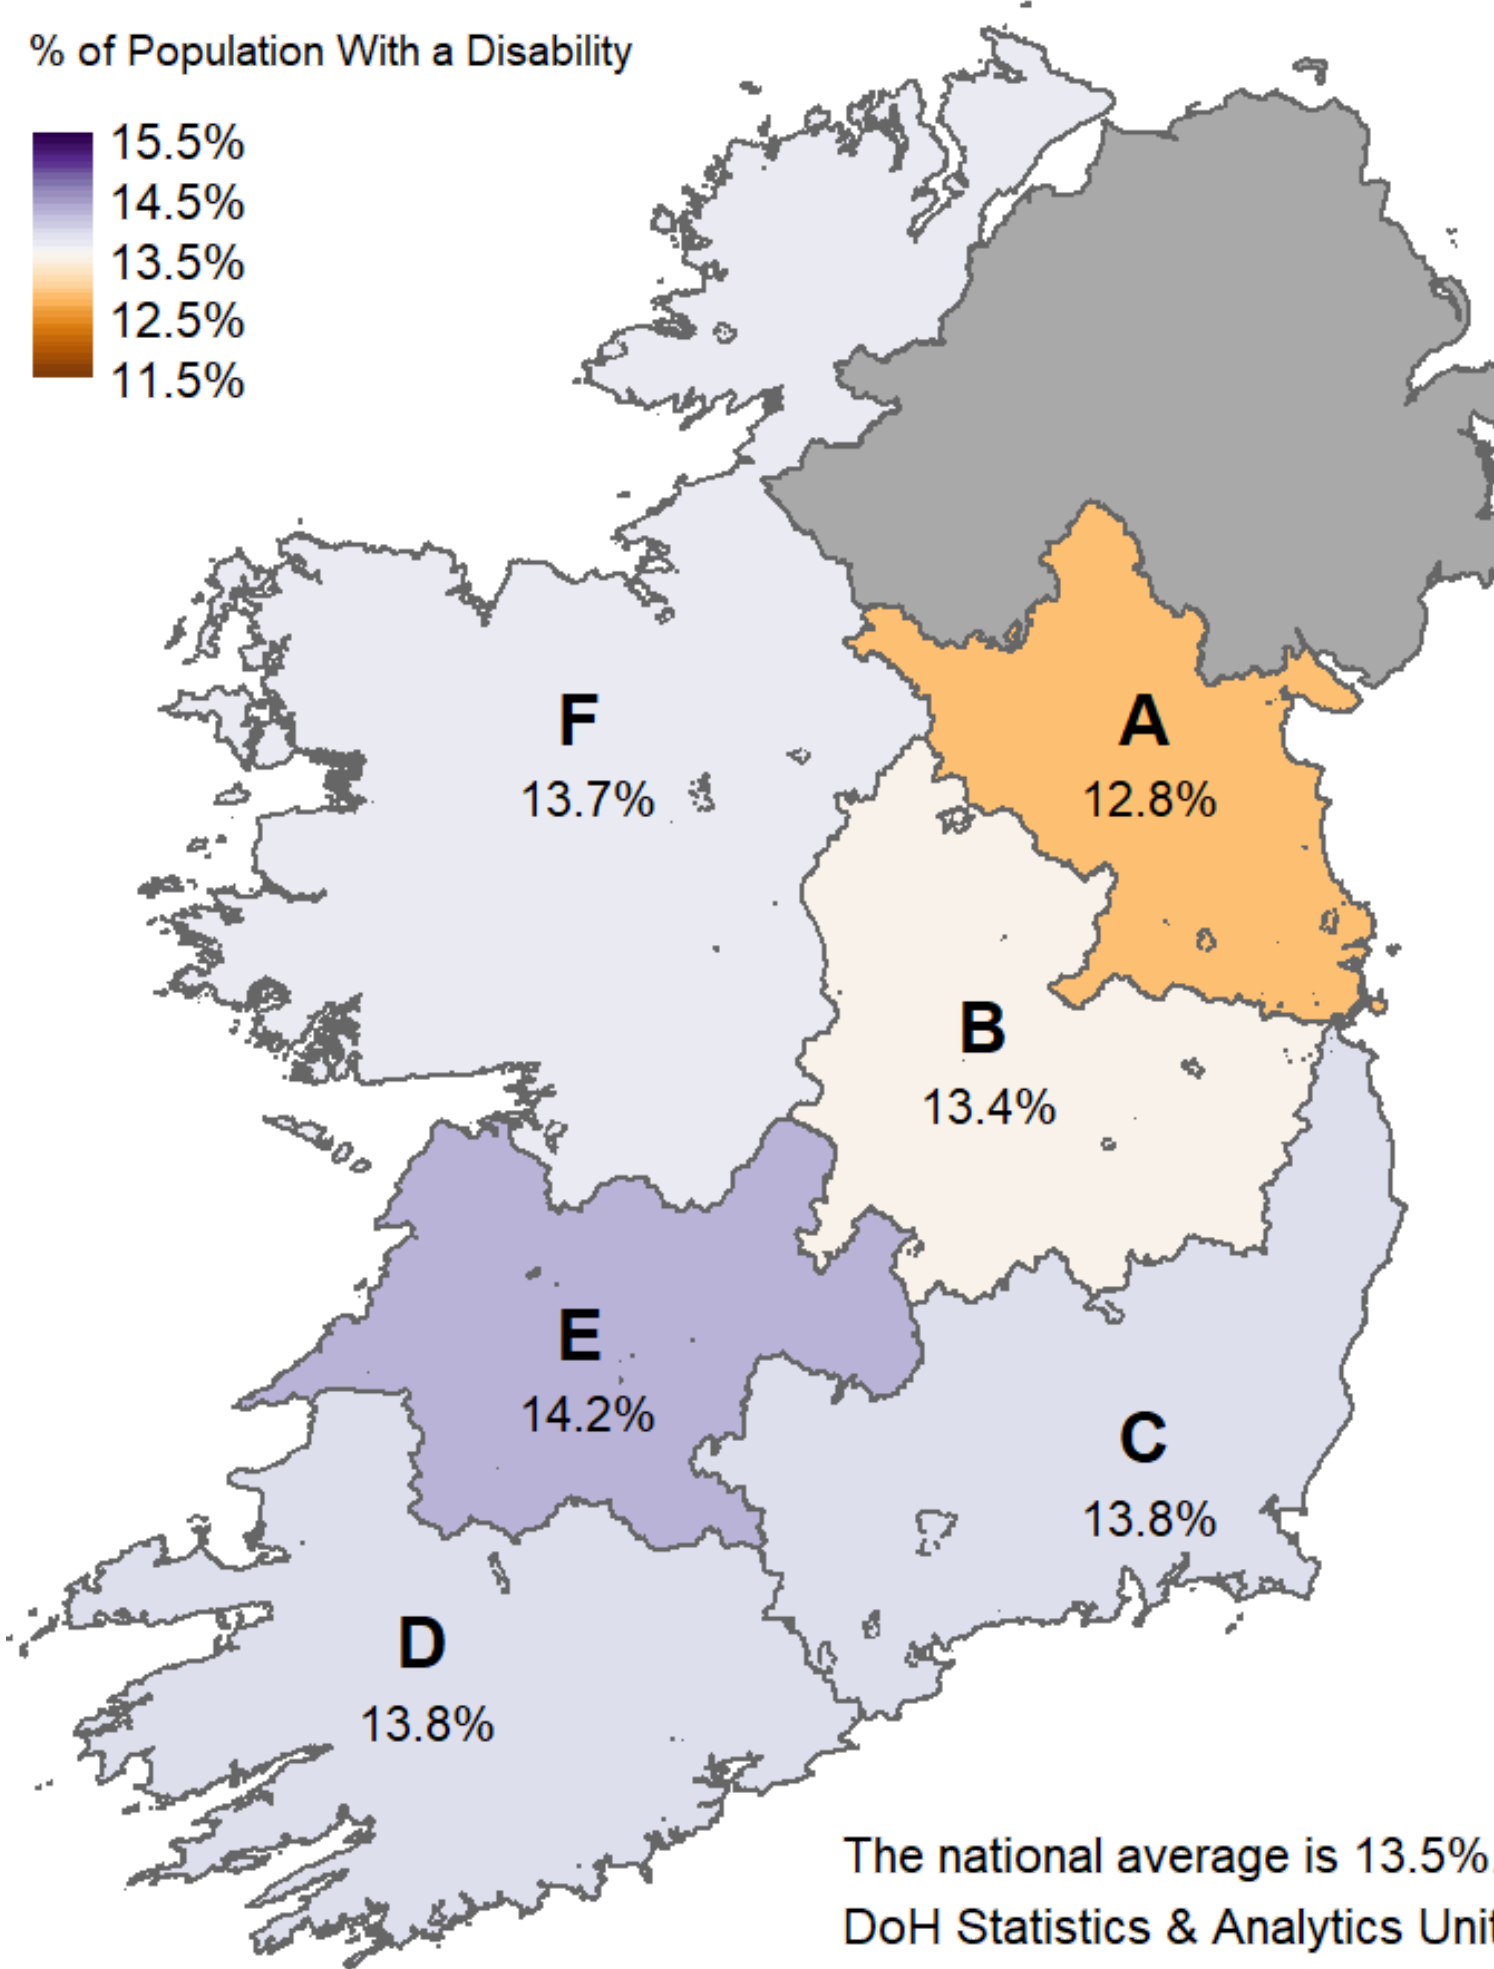 % of Population With a Disability
15.5%
14.5%
13.5%
12.5%
11.5%
F
13.7%
A
12.8%
B
13.4%
E
14.2%
C
13.8%
D
13.8%
The national average is 13.5%.
DoH Statistics & Analytics Unit